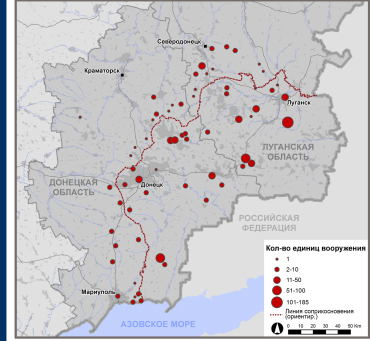 Северодонецк
Краматорск
Луганск
ЛУГАНСКАЯ
ОБЛАСТЬ
ДОНЕЦКАЯ
ОБЛАСТЬ
Донецк
РОССИЙСКАЯ
ФЕДЕРАЦИЯ
Мариуполь
АЗОВСКОЕ МОРЕ
Кол-во единиц вооружения
1
2-10
11-50
51-100
101-185
Линия соприкосновения
(ориентир.)
0 10 20 30 40 50 Km